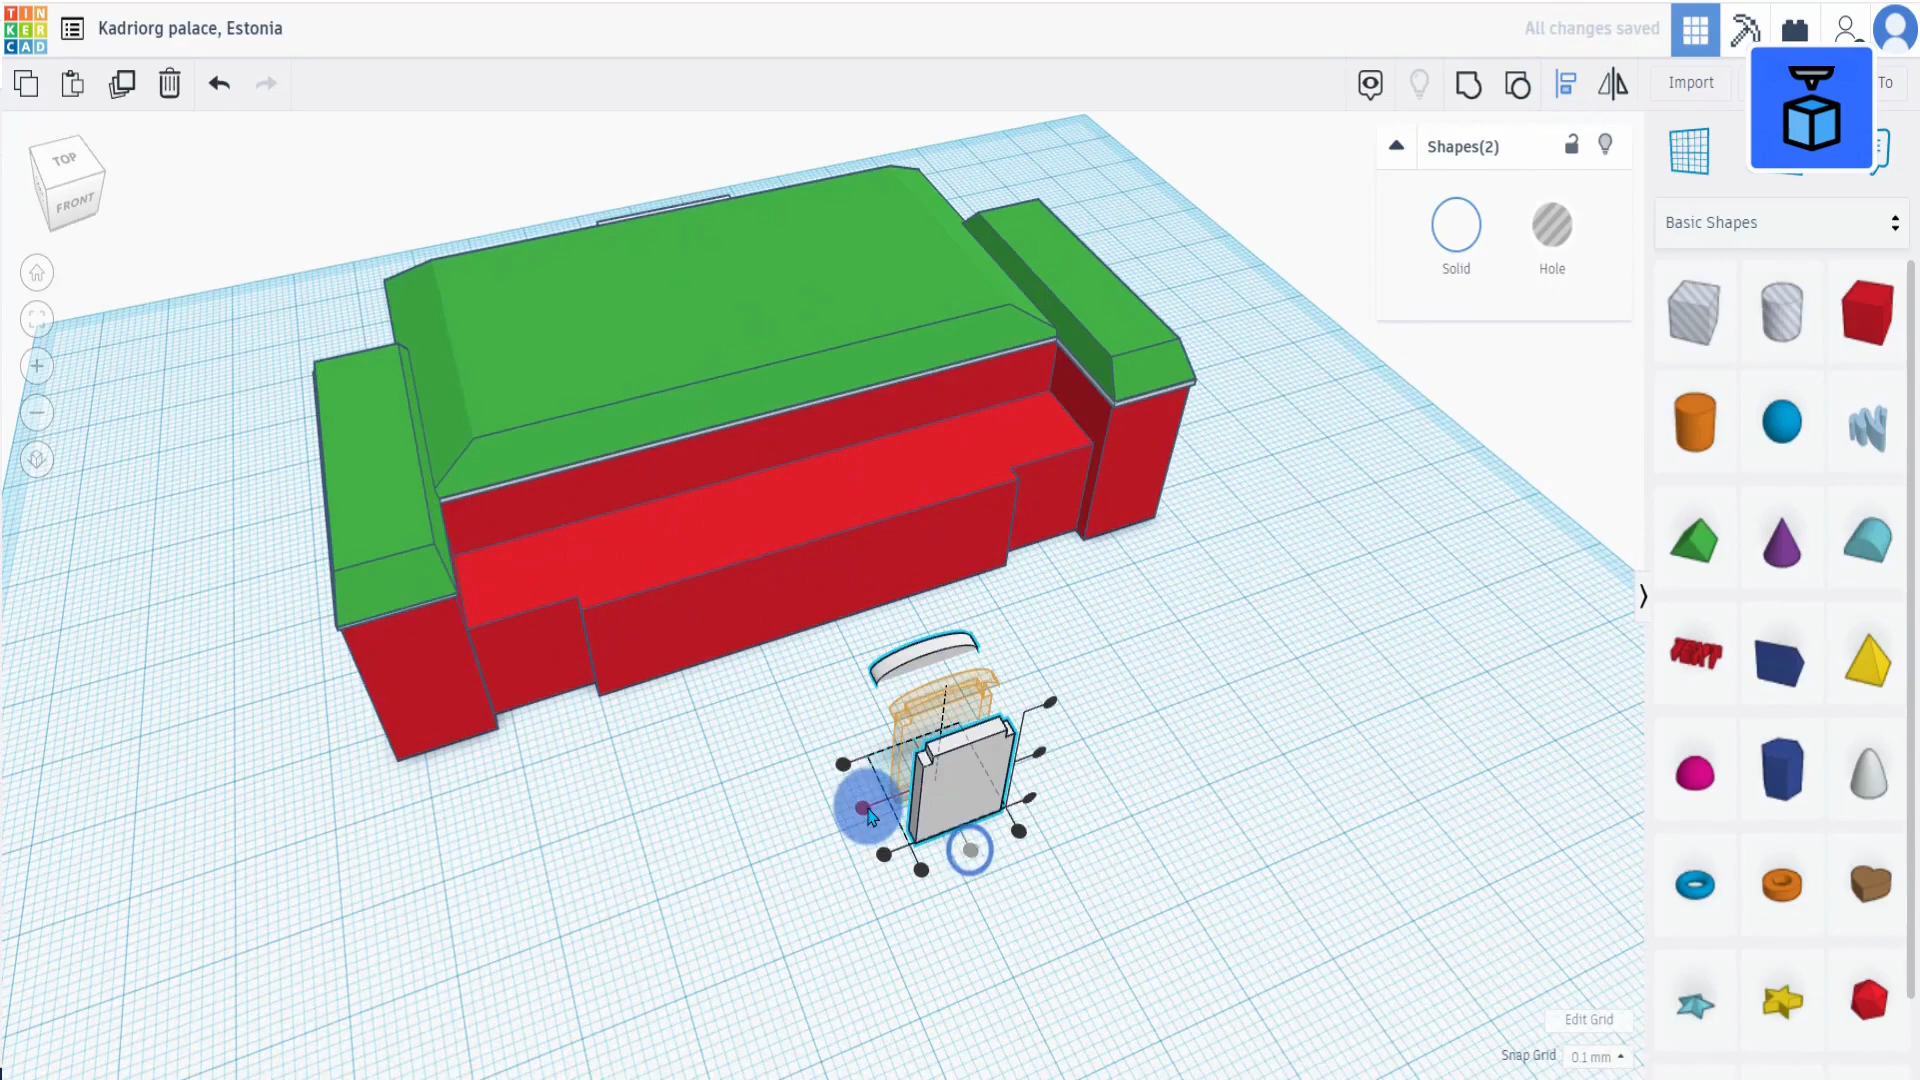 TIN
KER
CAD
Kadriorg palace, Estonia
All changes saved
Import
To
TOP
FRONT
Shapes(2)
Solid
Hole
Basic Shapes
TEXT
Edit Grid
Snap Grid
0.1 mm